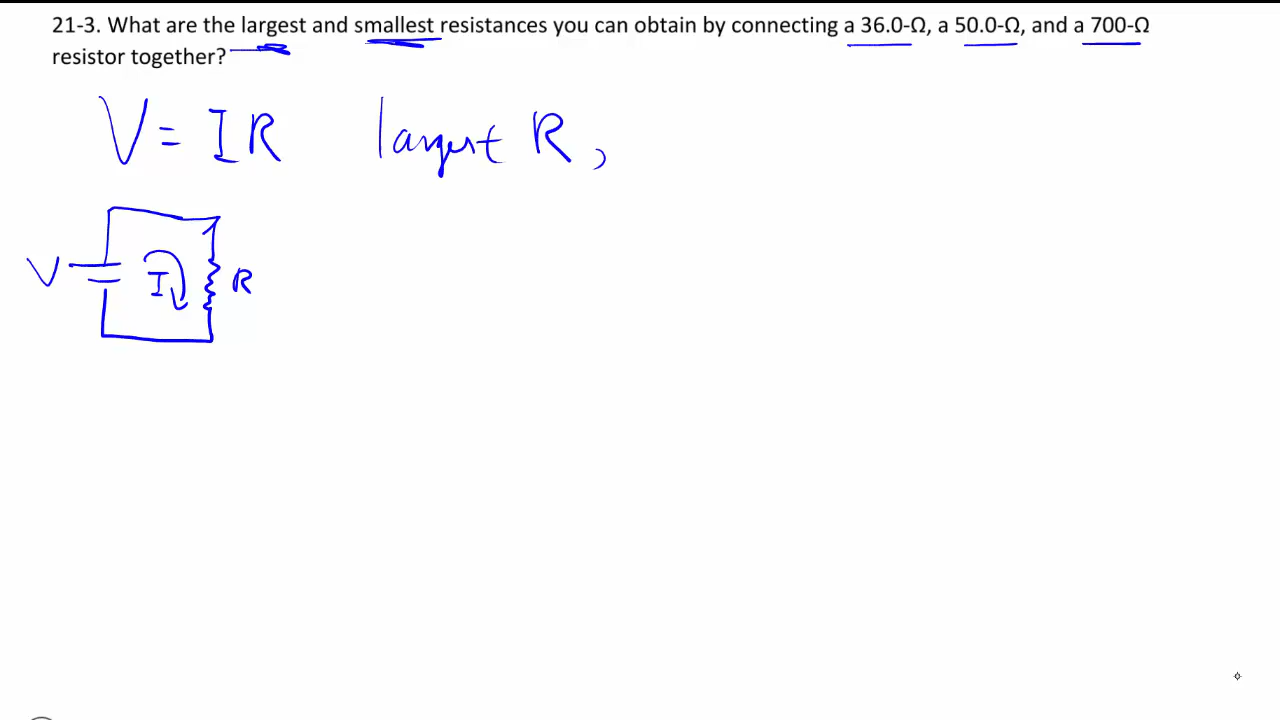 21-3. What are the largest and smallest resistances you can obtain by connecting a 36.0-Ω, a 50.0-Ω, and a 700-Ω
resistor together?
V = IR largest R,
V I R